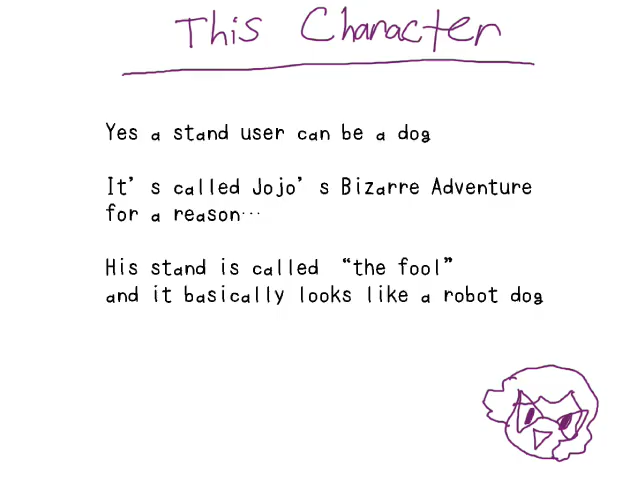 This Character
Yes a stand user can be a dog
It’s called Jojo’s Bizarre Adventure
for a reason…
His stand is called “the fool”
and it basically looks like a robot dog